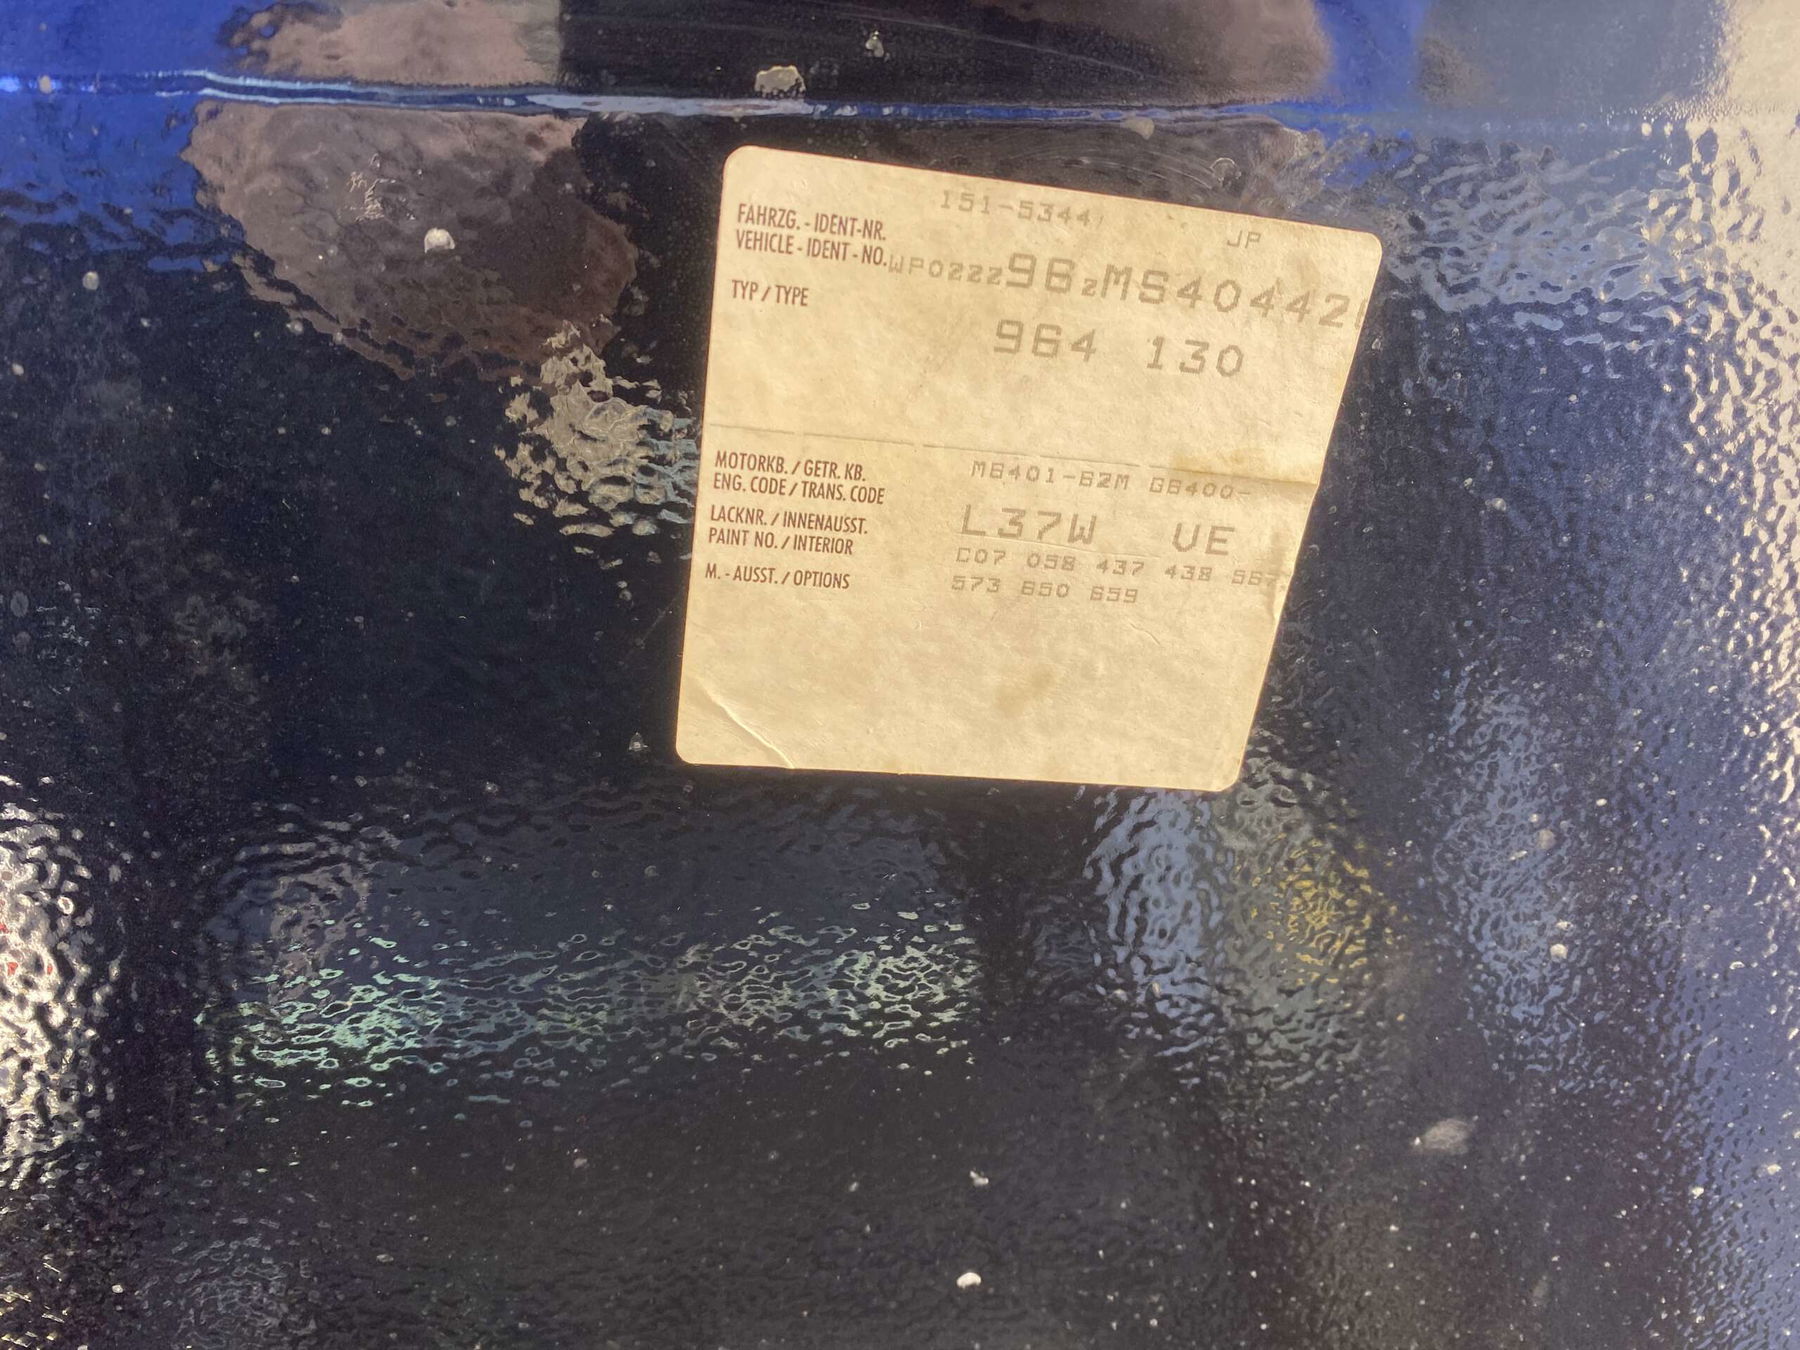 151-5344 JP
FAHRZG. - IDENT-NR.
VEHICLE - IDENT - NO. WP0ZZZ96ZMS40442
TYP / TYPE
964 130
MOTORKB. / GETR. KB. M6401-62M G6400-
ENG. CODE / TRANS. CODE
LACKNR. / INNENAUSST. L37W VE
PAINT NO. / INTERIOR
C07 058 437 438 567
M. - AUSST. / OPTIONS 573 650 659